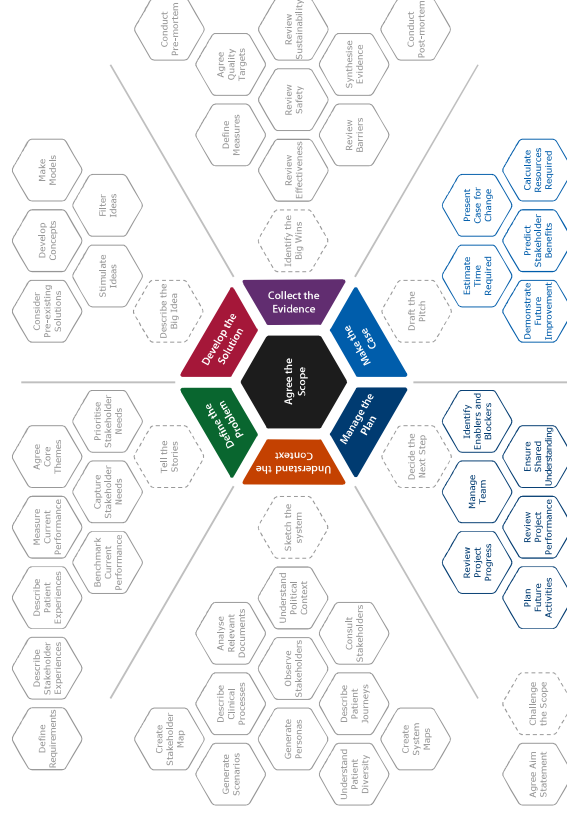 Conduct
Pre-mortem
Review
Sustainability
Conduct
Post-mortem
Agree
Quality
Targets
Synthesise
Evidence
Define
Measures
Review
Safety
Review
Barriers
Review
Effectiveness
Identify the
Big Wins
Make
Models
Filter
Ideas
Develop
Concepts
Stimulate
Ideas
Consider
Pre-existing
Solutions
Describe the
Big Idea
Calculate
Resources
Required
Present
Case for
Change
Predict
Stakeholder
Benefits
Estimate
Time
Required
Demonstrate
Future
Improvement
Draft the
Pitch
Collect the
Evidence
Develop the
Solution
Make the
Case
Agree the
Scope
Define the
Problem
Manage the
Plan
Understand the
Context
Prioritise
Stakeholder
Needs
Agree
Core
Themes
Tell the
Stories
Capture
Stakeholder
Needs
Measure
Current
Performance
Benchmark
Current
Performance
Describe
Patient
Experiences
Describe
Stakeholder
Experiences
Define
Requirements
Decide the
Next Step
Identify
Enablers and
Blockers
Ensure
Shared
Understanding
Manage
Team
Review
Project
Performance
Review
Project
Progress
Plan
Future
Activities
Sketch the
system
Understand
Political
Context
Analyse
Relevant
Documents
Consult
Stakeholders
Observe
Stakeholders
Describe
Clinical
Processes
Describe
Patient
Journeys
Create
Stakeholder
Map
Generate
Personas
Create
System
Maps
Generate
Scenarios
Understand
Patient
Diversity
Challenge
the Scope
Agree Aim
Statement